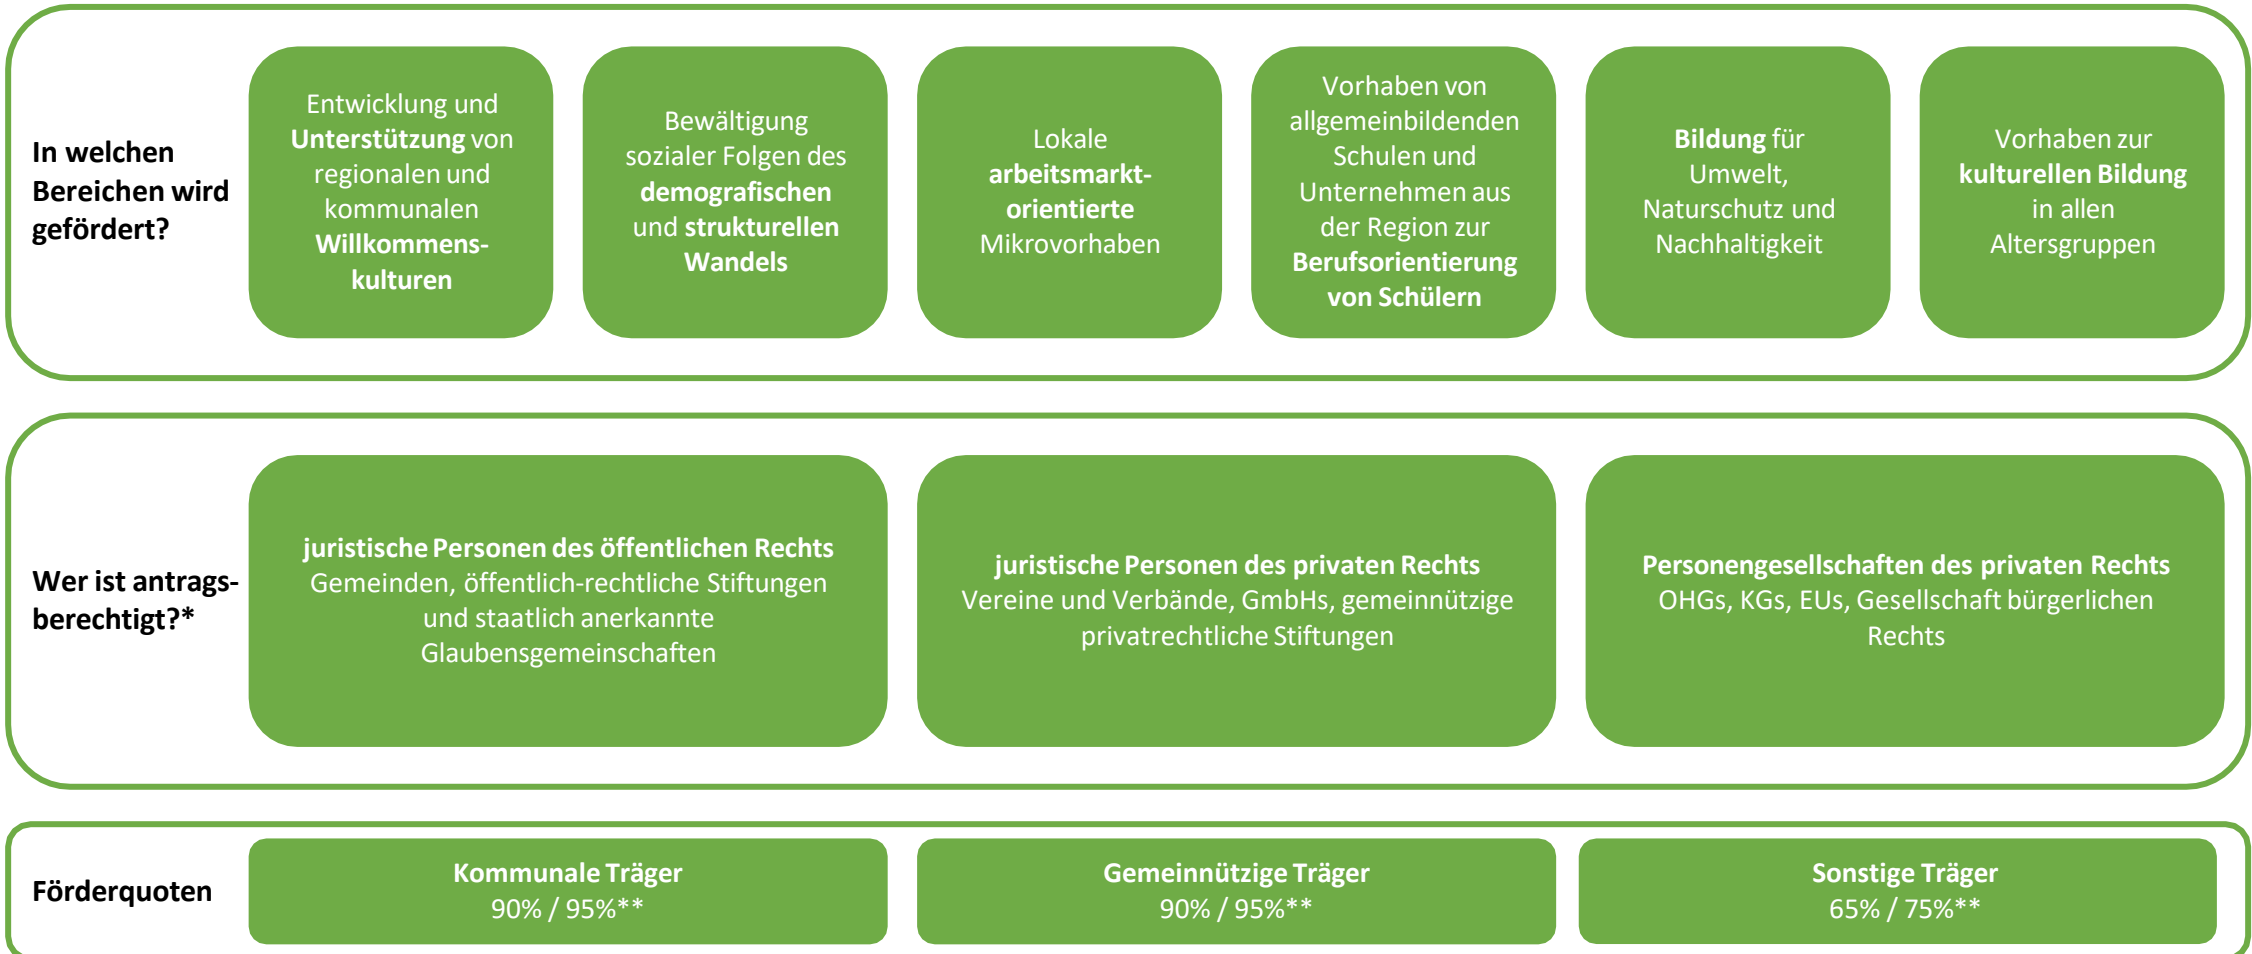 In welchen
Bereichen wird
gefördert?
Entwicklung und
Unterstützung von
regionalen und
kommunalen
Willkommens-
kulturen
Bewältigung
sozialer Folgen des
demografischen
und strukturellen
Wandels
Lokale
arbeitsmarkt-
orientierte
Mikrovorhaben
Vorhaben von
allgemeinbildenden
Schulen und
Unternehmen aus
der Region zur
Berufsorientierung
von Schülern
Bildung für
Umwelt,
Naturschutz und
Nachhaltigkeit
Vorhaben zur
kulturellen Bildung
in allen
Altersgruppen
Wer ist antrags-
berechtigt?*
juristische Personen des öffentlichen Rechts
Gemeinden, öffentlich-rechtliche Stiftungen
und staatlich anerkannte
Glaubensgemeinschaften
juristische Personen des privaten Rechts
Vereine und Verbände, GmbHs, gemeinnützige
privatrechtliche Stiftungen
Personengesellschaften des privaten Rechts
OHGs, KGs, EUs, Gesellschaft bürgerlichen
Rechts
Förderquoten
Kommunale Träger
90% / 95%**
Gemeinnützige Träger
90% / 95%**
Sonstige Träger
65% / 75%**